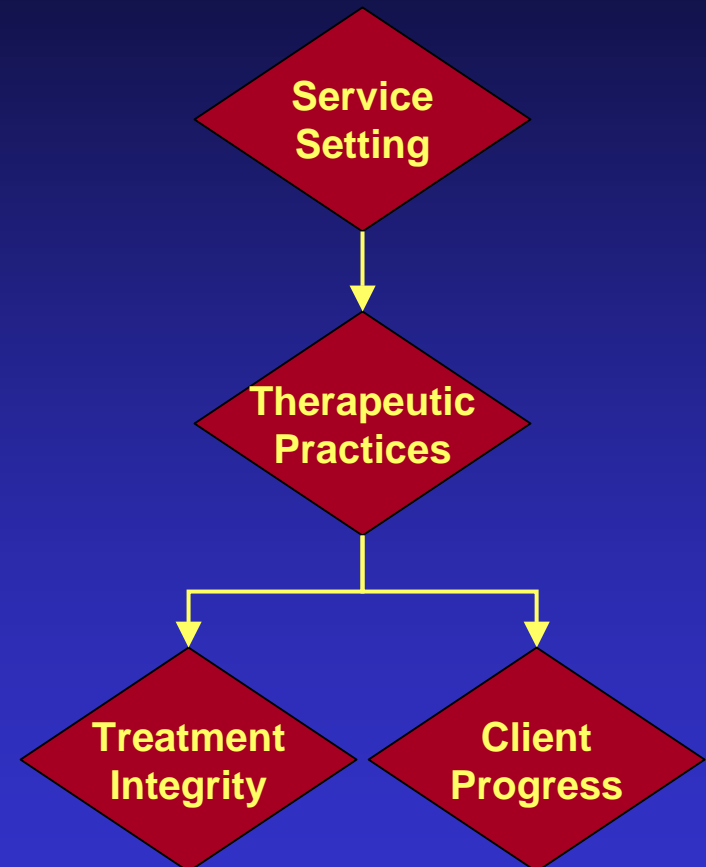 Service
Setting
Therapeutic
Practices
Treatment
Integrity
Client
Progress